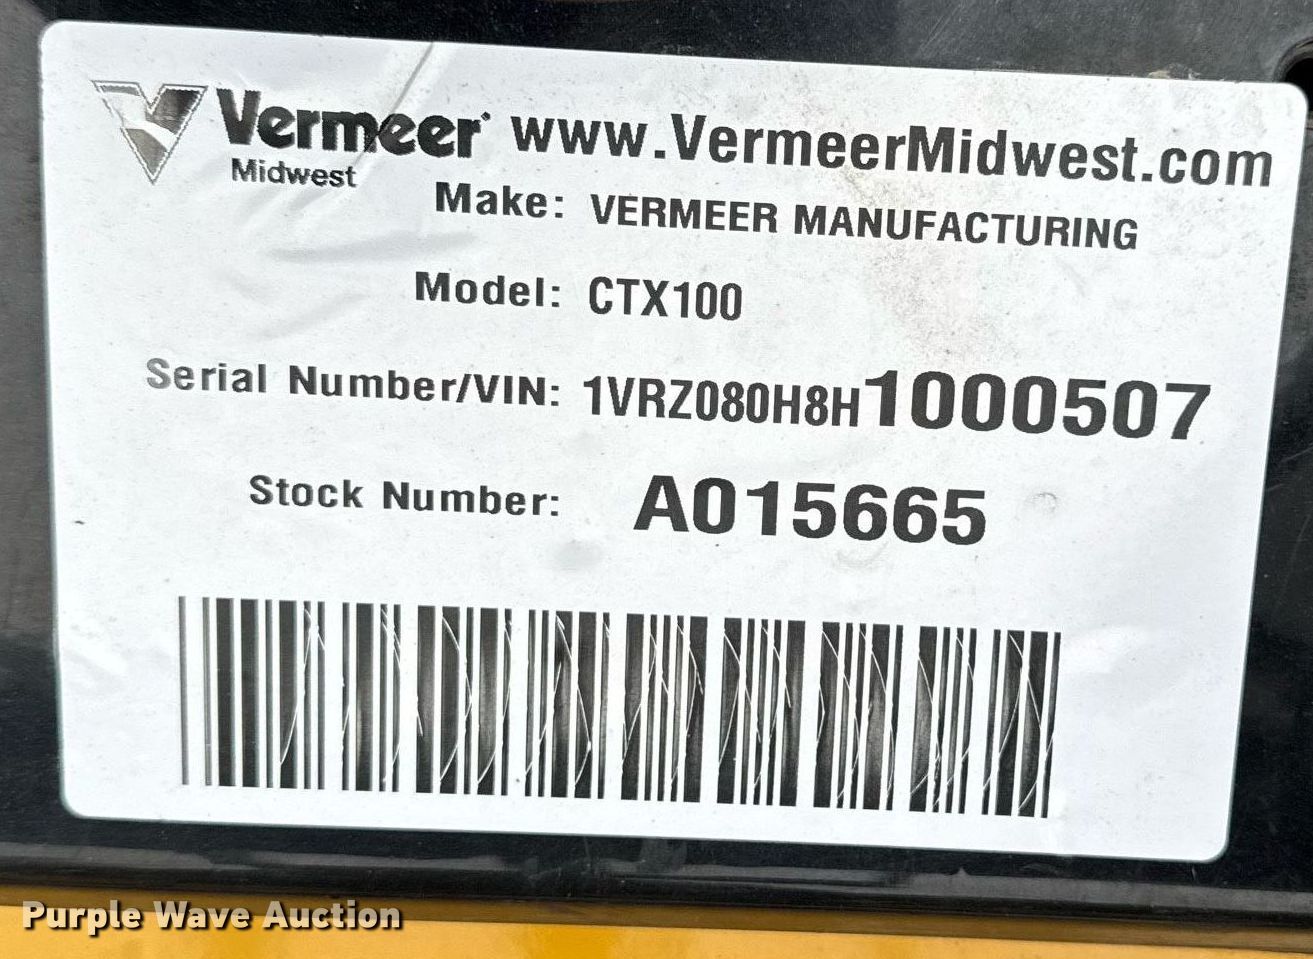 Vermeer www.VermeerMidwest.com
Midwest
Make: VERMEER MANUFACTURING
Model: CTX100
Serial Number/VIN: 1VRZ080H8H1000507
Stock Number: A015665
Purple Wave Auction